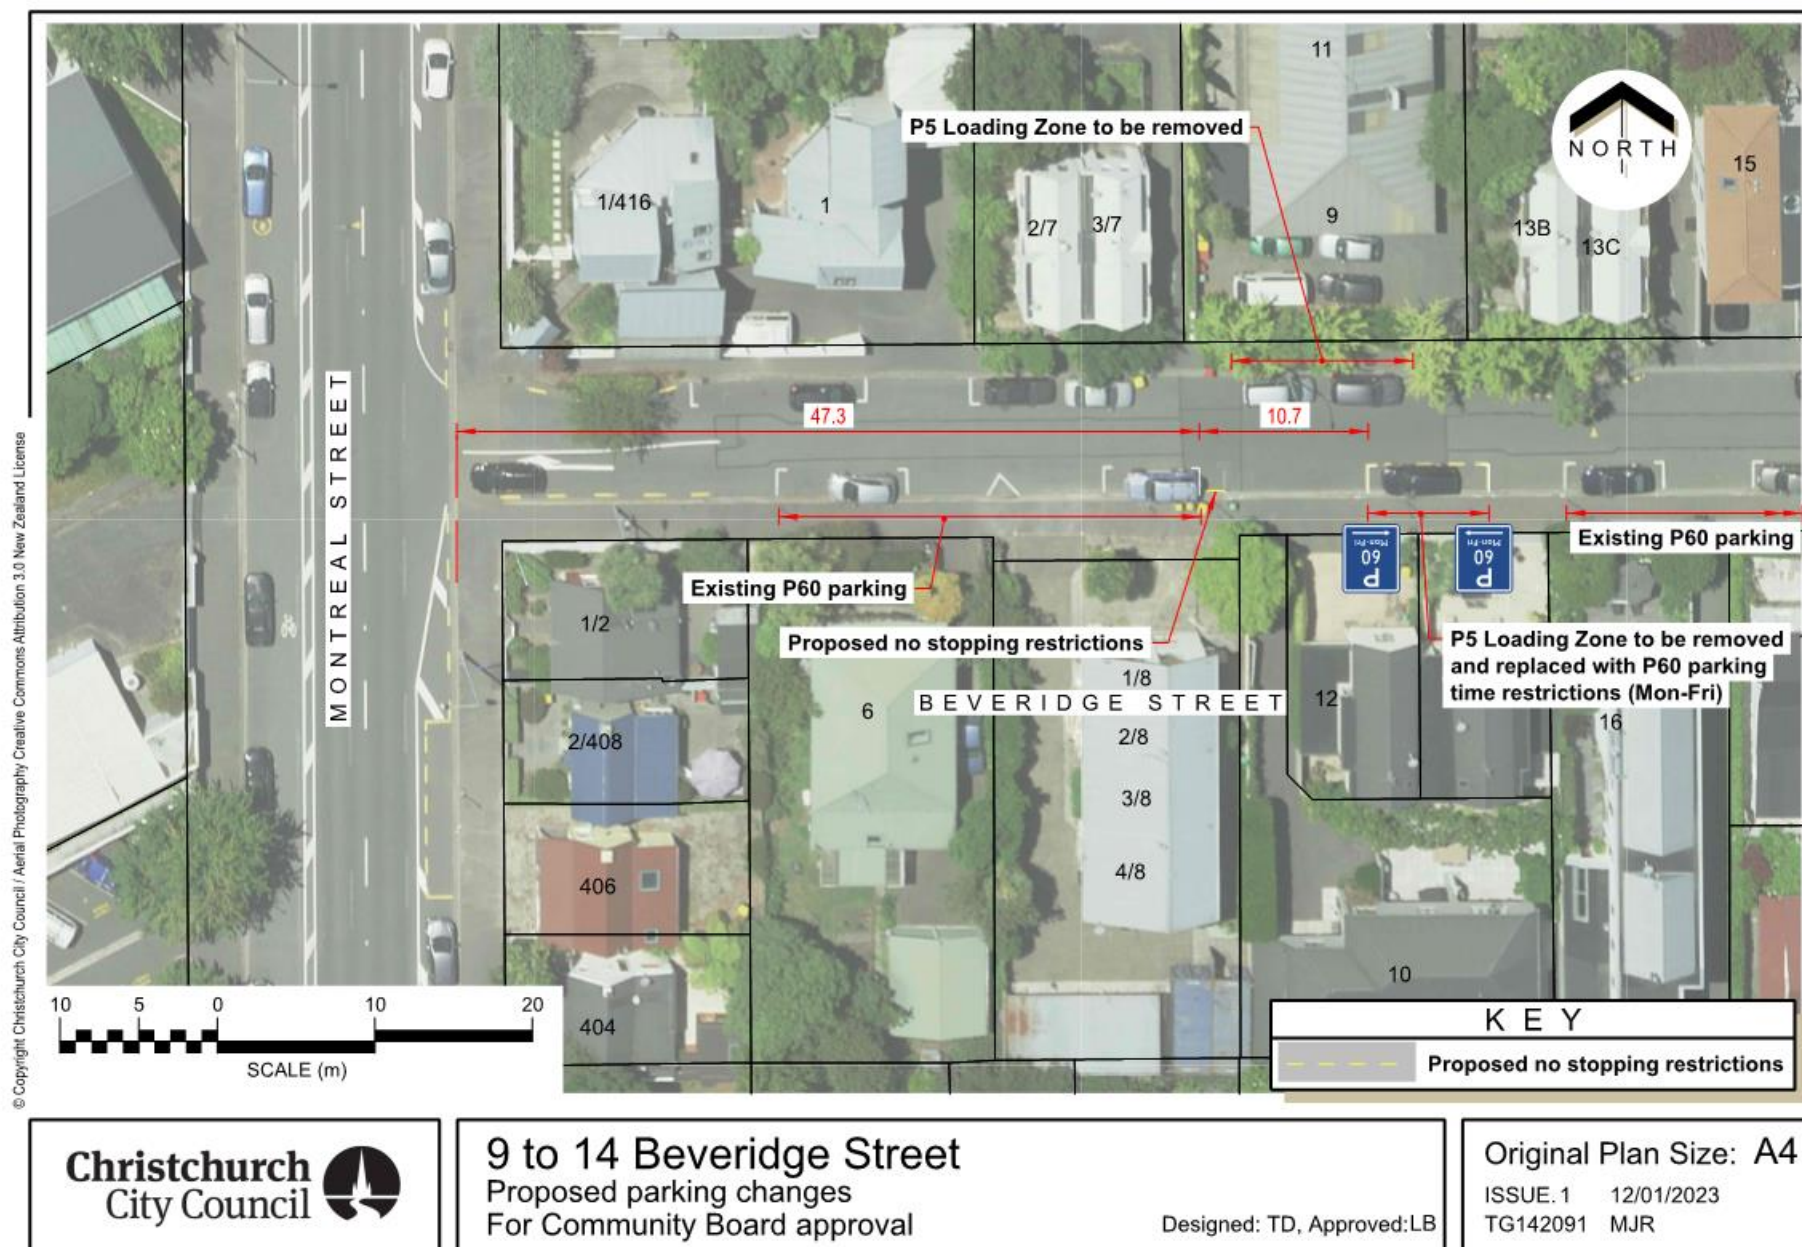 11
P5 Loading Zone to be removed
NORTH
15
1/416
1
2/7
3/7
9
13B
13C
MONTREAL STREET
47.3
10.7
Existing P60 parking
P
60
Mon-Fri
P
60
Mon-Fri
Existing P60 parking
1/2
Proposed no stopping restrictions
P5 Loading Zone to be removed
and replaced with P60 parking
time restrictions (Mon-Fri)
1/8
BEVERIDGE STREET
6
12
16
2/408
2/8
3/8
4/8
406
10
404
10 5 0 10 20
SCALE (m)
KEY
Proposed no stopping restrictions
© Copyright Christchurch City Council / Aerial Photography Creative Commons Attribution 3.0 New Zealand License
Christchurch
City Council
9 to 14 Beveridge Street
Proposed parking changes
For Community Board approval
Designed: TD, Approved:LB
Original Plan Size: A4
ISSUE. 1 12/01/2023
TG142091 MJR